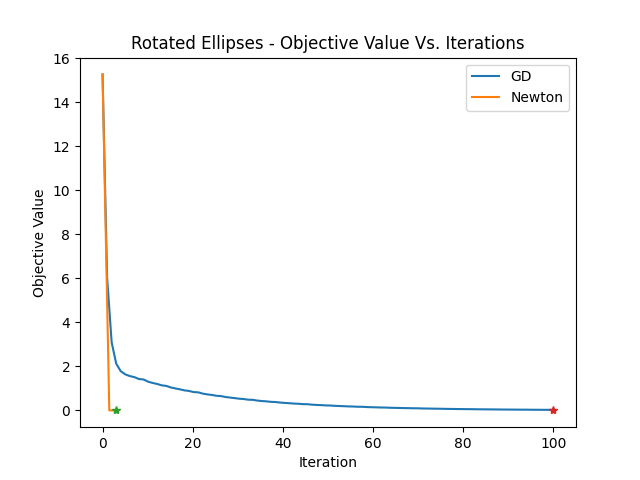 Rotated Ellipses - Objective Value Vs. Iterations
GD
Newton
16
14
12
10
8
6
4
2
0
Objective Value
0 20 40 60 80 100
Iteration